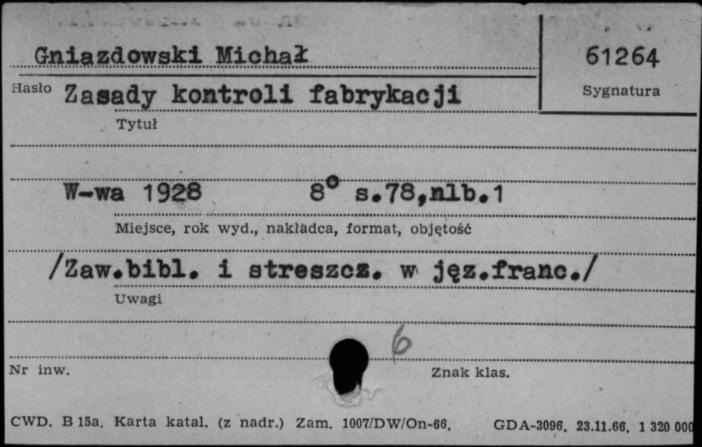 Gniazdowski Michał
61264
Hasło
Sygnatura
Zasady kontroli fabrykacji
Tytuł
W-wa 1928 8° s.78,nlb.1
Miejsce, rok wyd., nakładca, format, objętość
/Zaw.bibl. i streszcz. w jęz.franc./
Uwagi
6
Nr inw.
Znak klas.
CWD. B 15a. Karta katal. (z nadr.) Zam. 1007/DW/On-66. GDA-3096. 23.11.66. 1 320 000